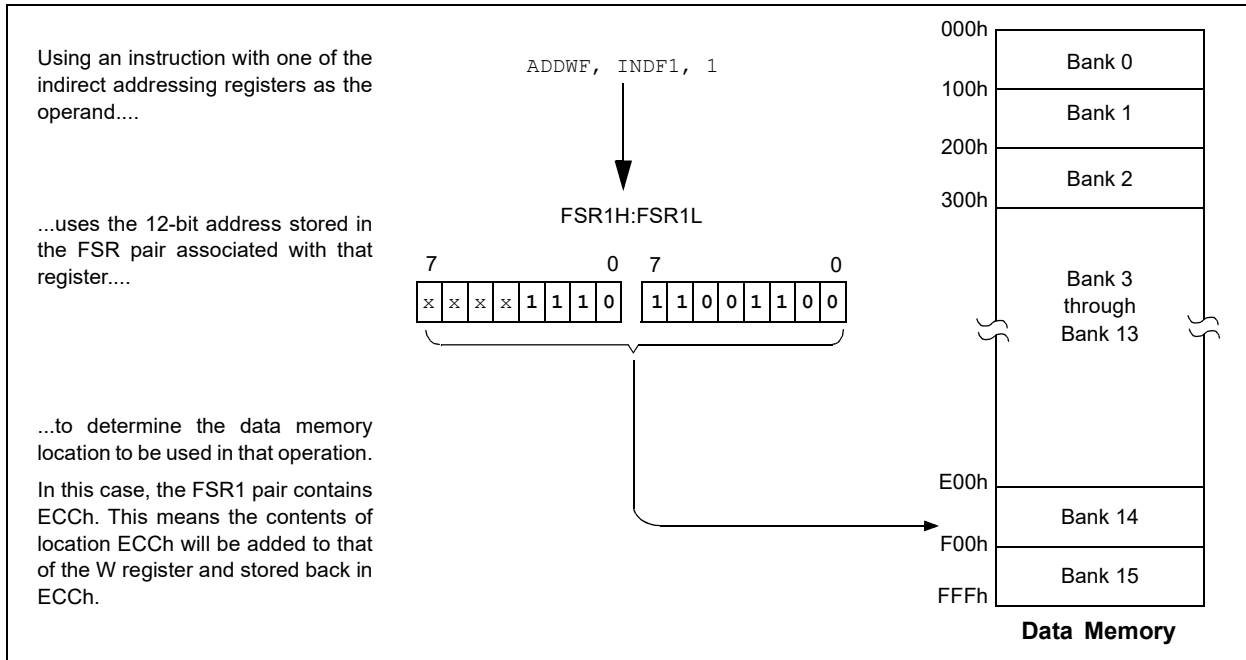 Using an instruction with one of the
indirect addressing registers as the
operand....
ADDWF, INDF1, 1
...uses the 12-bit address stored in
the FSR pair associated with that
register....
FSR1H:FSR1L
7 0 7 0
x x x x 1 1 1 0 1 1 0 0 1 1 0 0
...to determine the data memory
location to be used in that operation.
In this case, the FSR1 pair contains
ECCh. This means the contents of
location ECCh will be added to that
of the W register and stored back in
ECCh.
000h
Bank 0
100h
Bank 1
200h
Bank 2
300h
Bank 3
through
Bank 13
E00h
Bank 14
F00h
Bank 15
FFFh
Data Memory